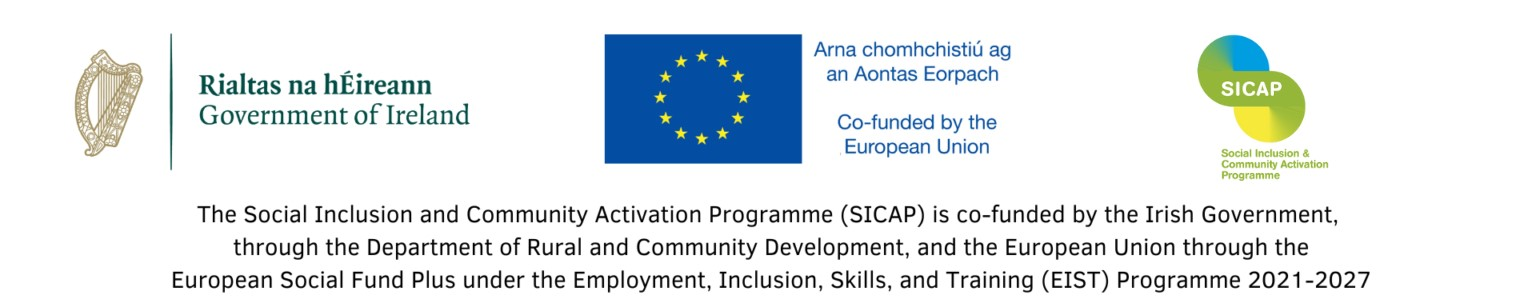 Rialtas na hÉireann
Government of Ireland
Arna chomhchistiú ag
an Aontas Eorpach
Co-funded by the
European Union
SICAP
Social Inclusion &
Community Activation
Programme
The Social Inclusion and Community Activation Programme (SICAP) is co-funded by the Irish Government,
through the Department of Rural and Community Development, and the European Union through the
European Social Fund Plus under the Employment, Inclusion, Skills, and Training (EIST) Programme 2021-2027